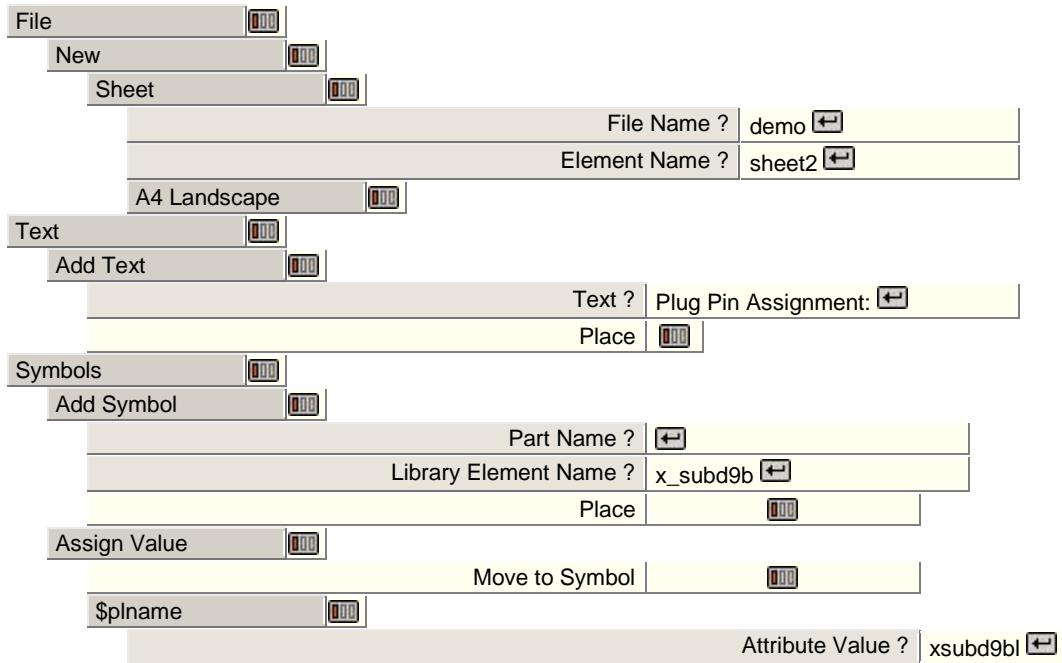 File
New
Sheet
File Name ? demo
Element Name ? sheet2
A4 Landscape
Text
Add Text
Text ? Plug Pin Assignment:
Place
Symbols
Add Symbol
Part Name ?
Library Element Name ? x_subd9b
Place
Assign Value
Move to Symbol
$plname
Attribute Value ? xsubd9bl